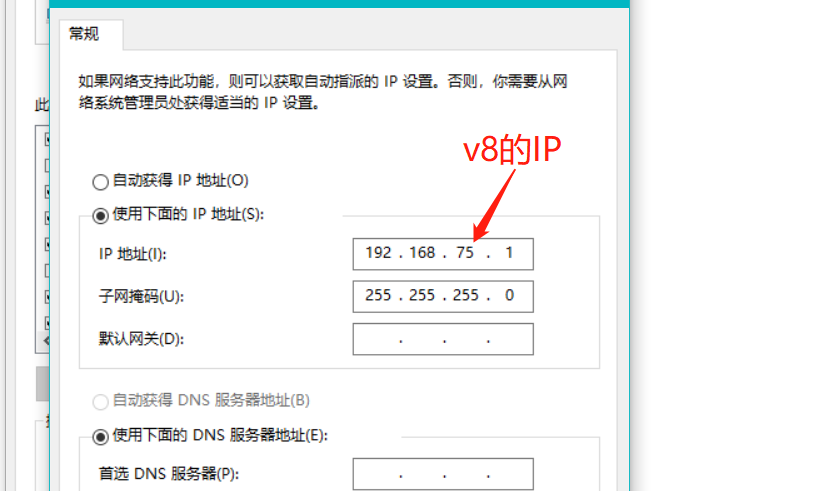 常规
如果网络支持此功能，则可以获取自动指派的 IP 设置。否则，你需要从网
络系统管理员处获得适当的 IP 设置。
v8的IP
自动获得 IP 地址(O)
使用下面的 IP 地址(S):
IP 地址(I):
192 . 168 . 75 . 1
子网掩码(U):
255 . 255 . 255 . 0
默认网关(D):
. . .
自动获得 DNS 服务器地址(B)
使用下面的 DNS 服务器地址(E):
首选 DNS 服务器(P):
. . .
此